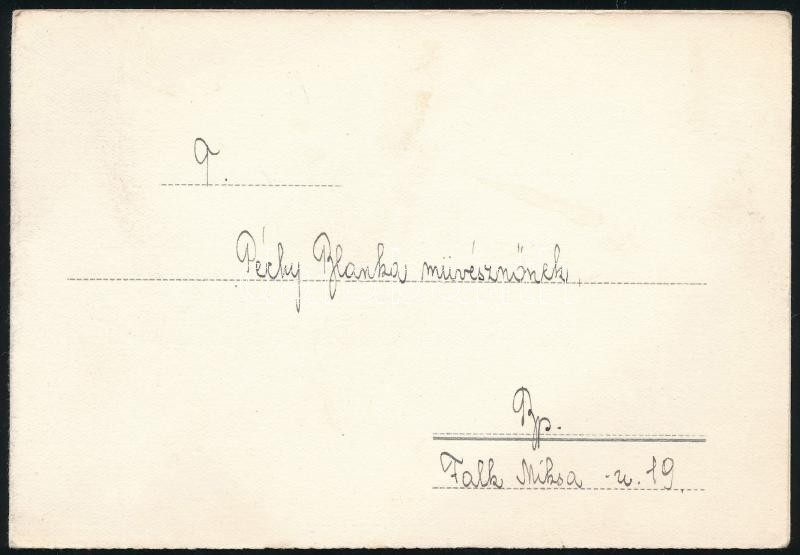 T.
Péchy Blanka művésznőnek,
Bp.
Falk Miksa -u. 19.